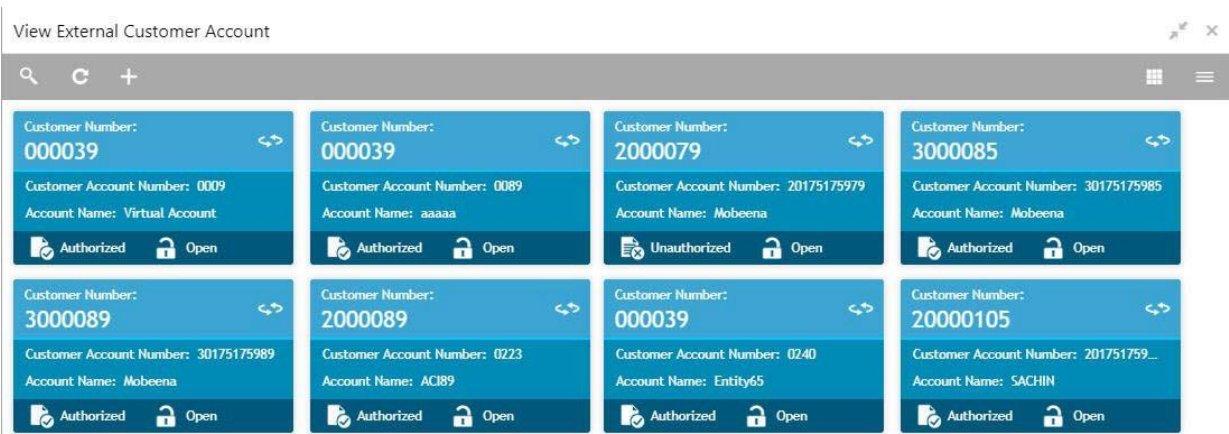 View External Customer Account
Customer Number:
000039
Customer Account Number: 0009
Account Name: Virtual Account
Authorized Open
Customer Number:
000039
Customer Account Number: 0089
Account Name: aaaaa
Authorized Open
Customer Number:
2000079
Customer Account Number: 20175175979
Account Name: Mobeena
Unauthorized Open
Customer Number:
3000085
Customer Account Number: 30175175985
Account Name: Mobeena
Authorized Open
Customer Number:
3000089
Customer Account Number: 30175175989
Account Name: Mobeena
Authorized Open
Customer Number:
2000089
Customer Account Number: 0223
Account Name: ACI89
Authorized Open
Customer Number:
000039
Customer Account Number: 0240
Account Name: Entity65
Authorized Open
Customer Number:
20000105
Customer Account Number: 201751759...
Account Name: SACHIN
Authorized Open